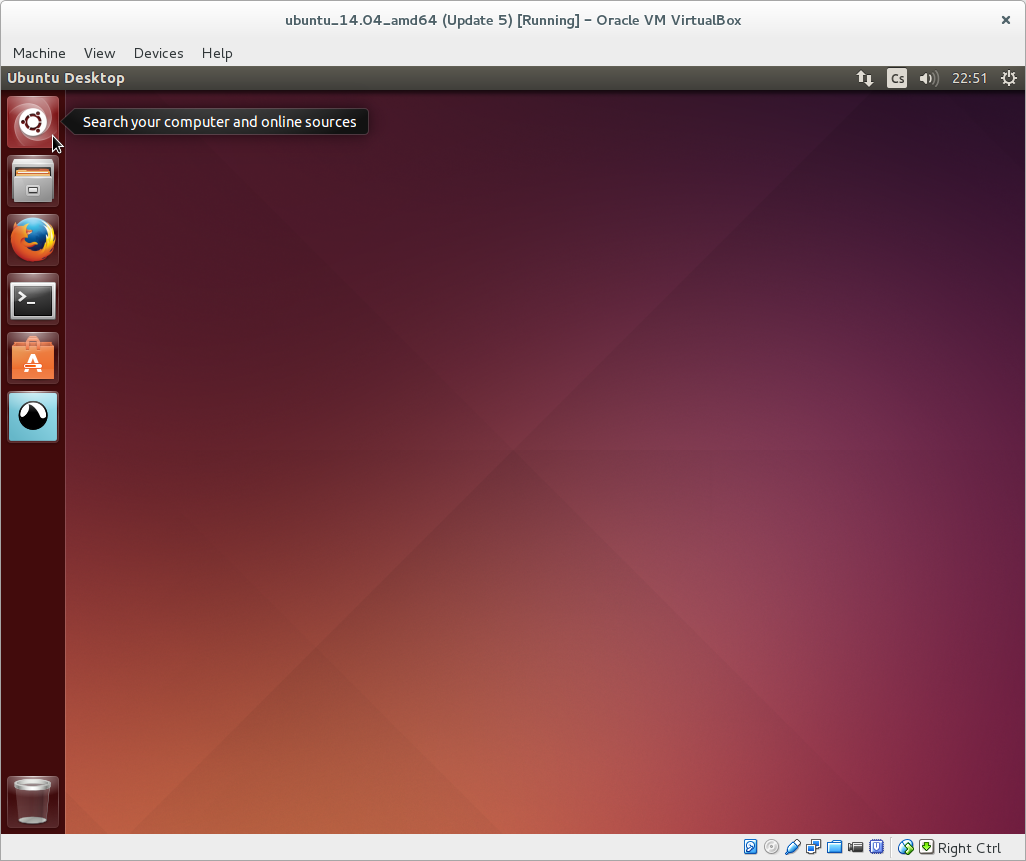 ubuntu_14.04_amd64 (Update 5) [Running] – Oracle VM VirtualBox
Machine View Devices Help
Ubuntu Desktop Cs 22:51
Search your computer and online sources
Right Ctrl